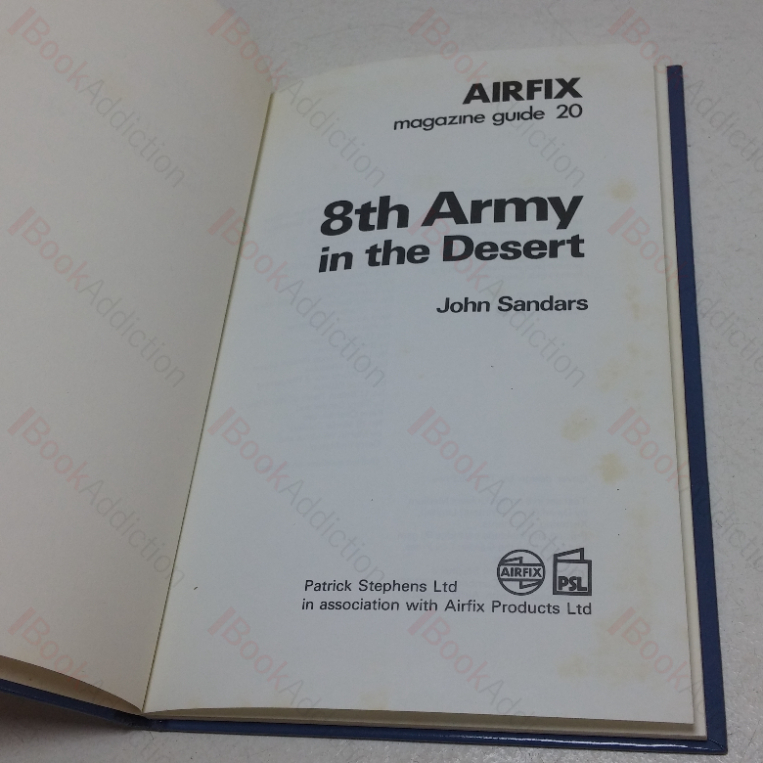 AIRFIX
magazine guide 20
8th Army
in the Desert
John Sandars
AIRFIX
PSL
Patrick Stephens Ltd
in association with Airfix Products Ltd
BookAddiction